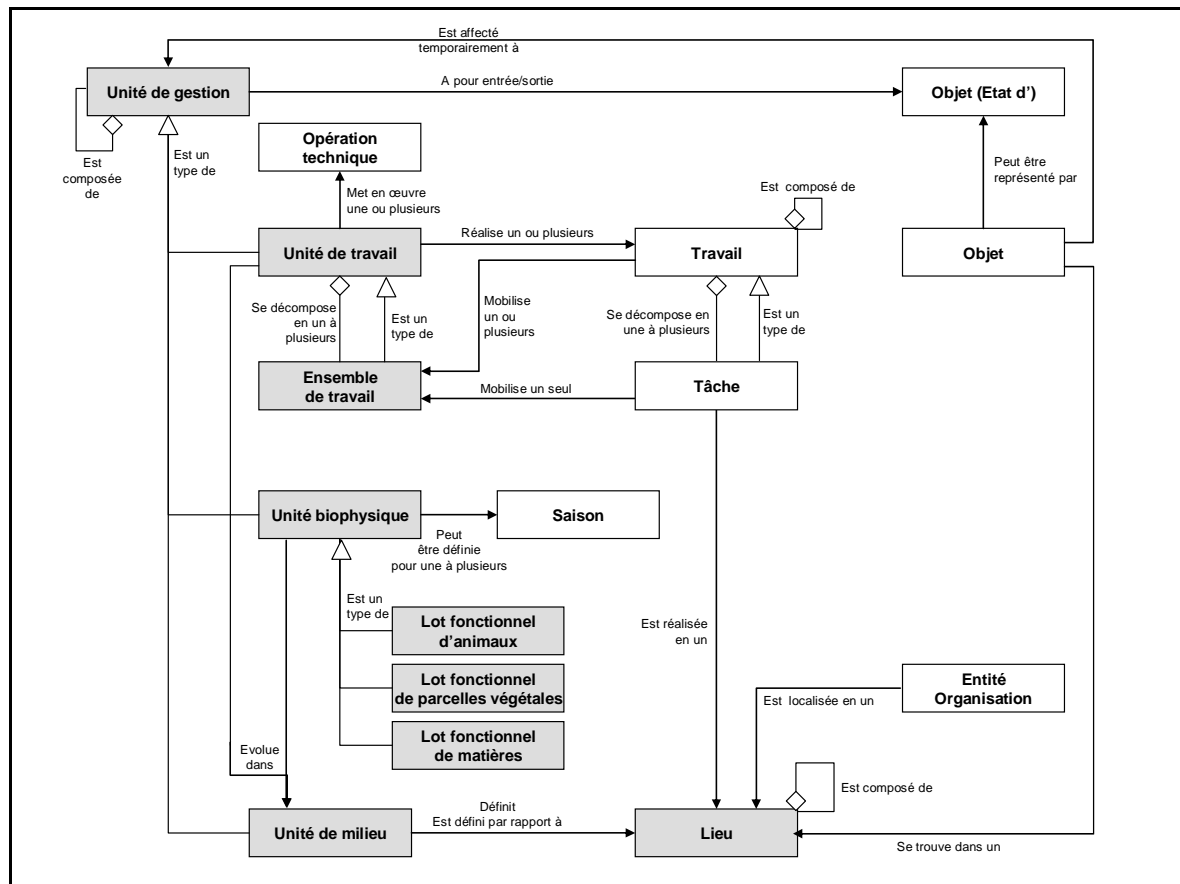 Est affecté
temporairement à
Unité de gestion
A pour entrée/sortie
Objet (Etat d’)
Est
composée
de
Est un
type de
Opération
technique
Met en œuvre
une ou plusieurs
Peut être
représenté par
Est composé de
Unité de travail
Réalise un ou plusieurs
Travail
Objet
Se décompose
en un à
plusieurs
Est un
type de
Mobilise
un ou
plusieurs
Se décompose en
une à plusieurs
Est un
type de
Ensemble
de travail
Mobilise un seul
Tâche
Unité biophysique
Saison
Peut
être définie
pour une à plusieurs
Est un
type de
Lot fonctionnel
d’animaux
Est réalisée
en un
Lot fonctionnel
de parcelles végétales
Entité
Organisation
Est localisée en un
Lot fonctionnel
de matières
Evolue
dans
Est composé de
Unité de milieu
Définit
Est défini par rapport à
Lieu
Se trouve dans un